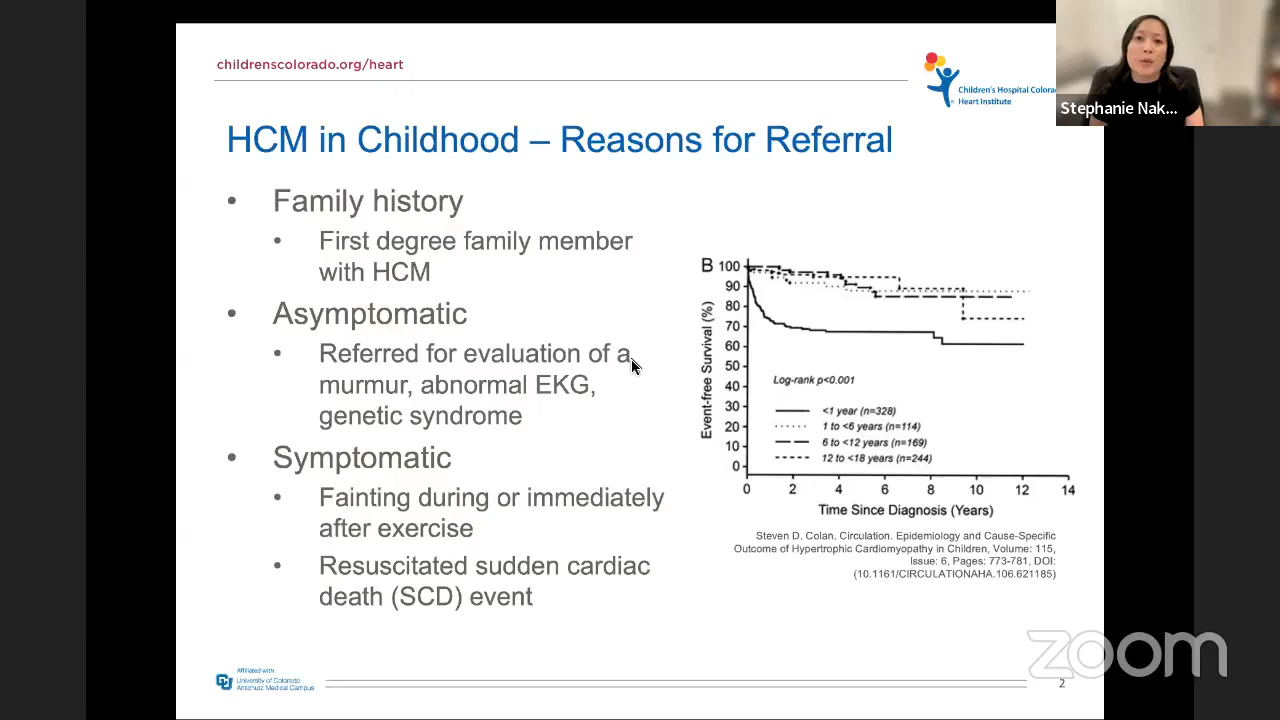 childrenscolorado.org/heart
Children's Hospital Colora
Heart Institute
Stephanie Nak...
HCM in Childhood – Reasons for Referral
• Family history
• First degree family member
with HCM
• Asymptomatic
• Referred for evaluation of a
murmur, abnormal EKG,
genetic syndrome
• Symptomatic
• Fainting during or immediately
after exercise
• Resuscitated sudden cardiac
death (SCD) event
B
Event-free Survival (%)
100
90
80
70
60
50
40
30
20
10
0
Log-rank p<0.001
<1 year (n=328)
1 to <6 years (n=114)
6 to <12 years (n=169)
12 to <18 years (n=244)
0 2 4 6 8 10 12 14
Time Since Diagnosis (Years)
Steven D. Colan. Circulation. Epidemiology and Cause-Specific
Outcome of Hypertrophic Cardiomyopathy in Children, Volume: 115,
Issue: 6, Pages: 773-781, DOI:
(10.1161/CIRCULATIONAHA.106.621185)
zoom
Affiliated with
University of Colorado
Anschutz Medical Campus
2